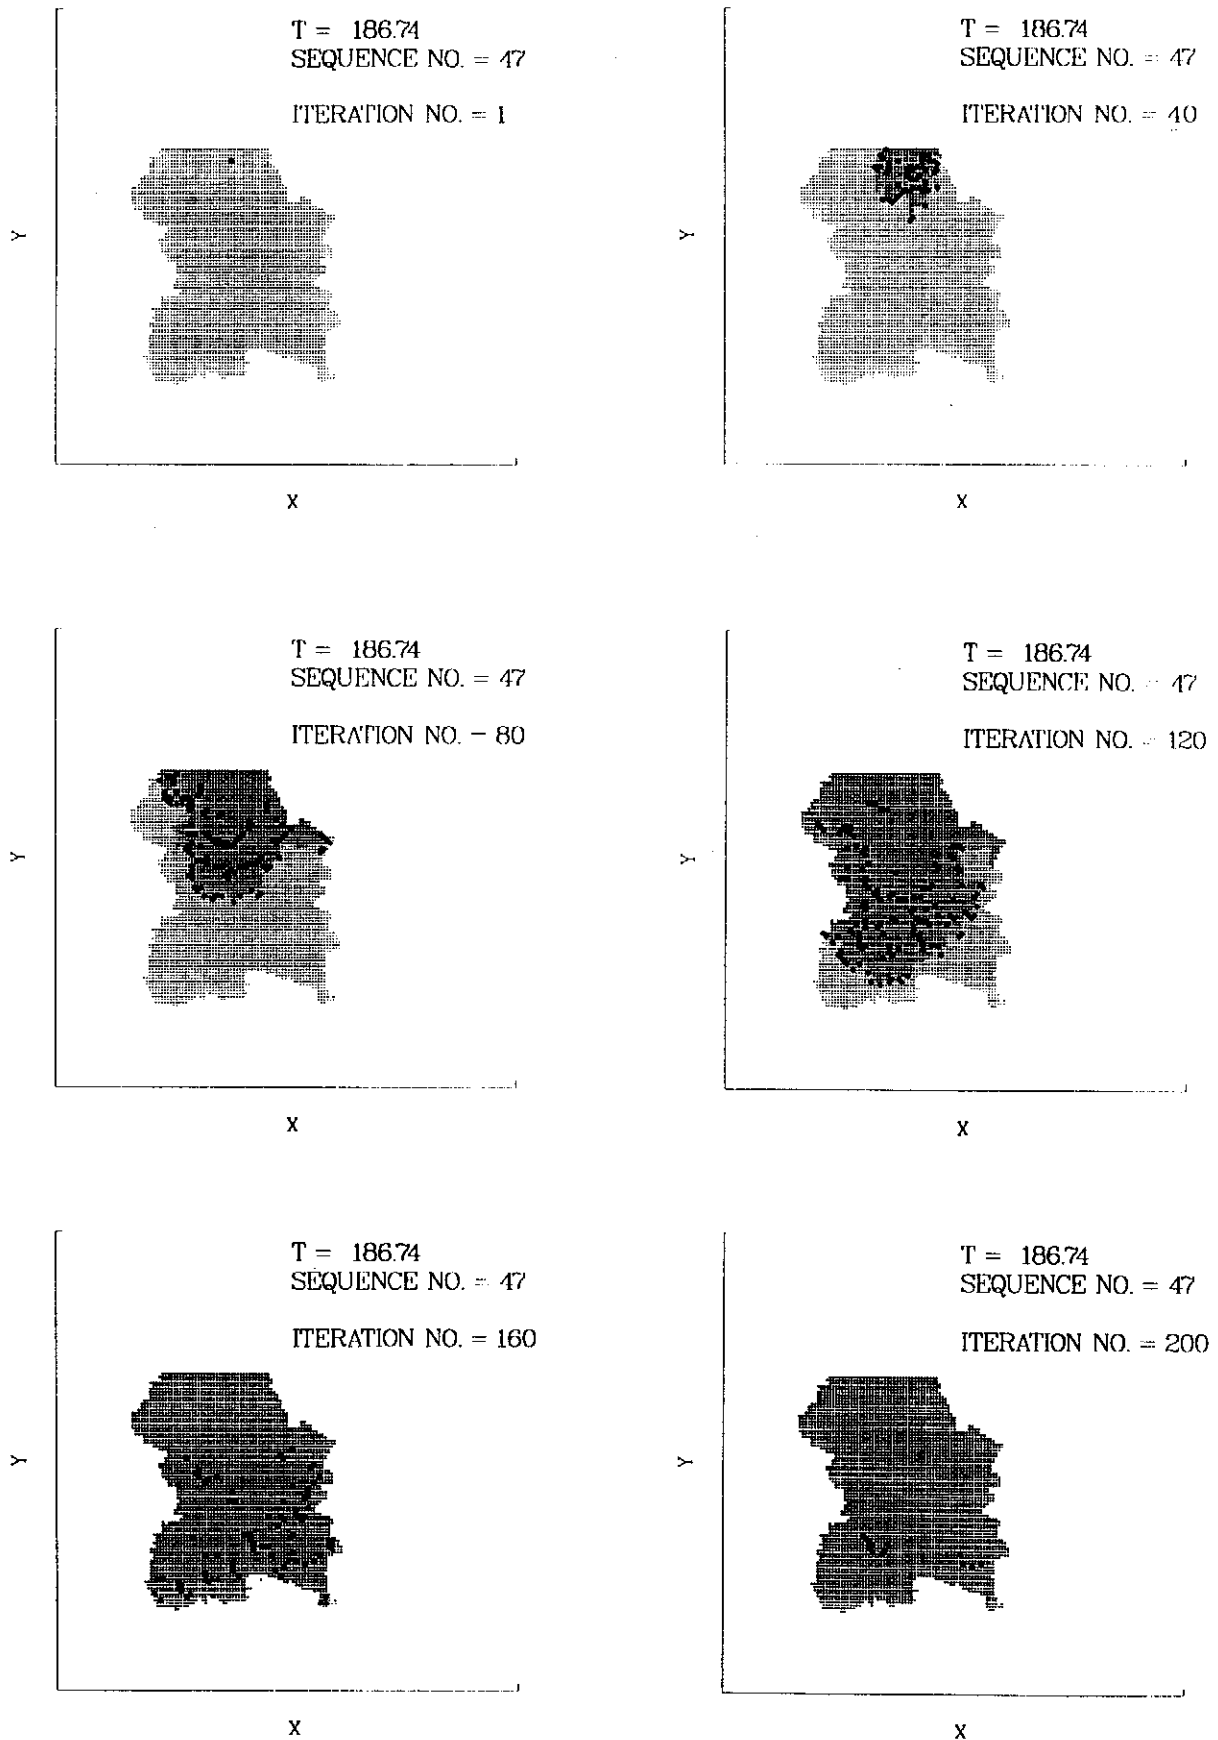 T = 186.74
SEQUENCE NO. = 47
ITERATION NO. = 1
Y
X
T = 186.74
SEQUENCE NO. = 47
ITERATION NO. = 40
Y
X
T = 186.74
SEQUENCE NO. = 47
ITERATION NO. = 80
Y
X
T = 186.74
SEQUENCE NO. = 47
ITERATION NO. = 120
Y
X
T = 186.74
SEQUENCE NO. = 47
ITERATION NO. = 160
Y
X
T = 186.74
SEQUENCE NO. = 47
ITERATION NO. = 200
Y
X